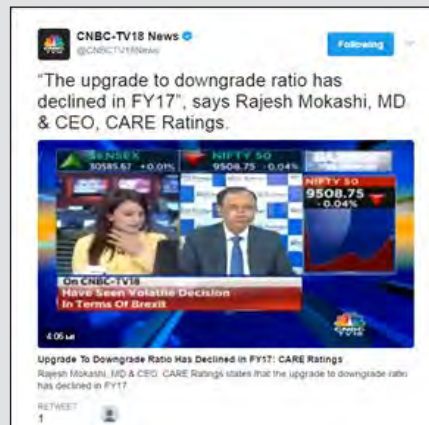 CNBC-TV18 News
@CNBCTV18News
Following
“The upgrade to downgrade ratio has
declined in FY17”, says Rajesh Mokashi, MD
& CEO, CARE Ratings.
SENSEX
30585.67 +0.01%
NIFTY 50
9508.75 -0.04%
NIFTY 50
9508.75
-0.04%
On CNBC-TV18
Have Seen Volatile Decision
In Terms Of Brexit
CNBC
TV18
4:06
Upgrade To Downgrade Ratio Has Declined in FY17: CARE Ratings
Rajesh Mokashi, MD & CEO, CARE Ratings states that the upgrade to downgrade ratio
has declined in FY17
RETWEET
1